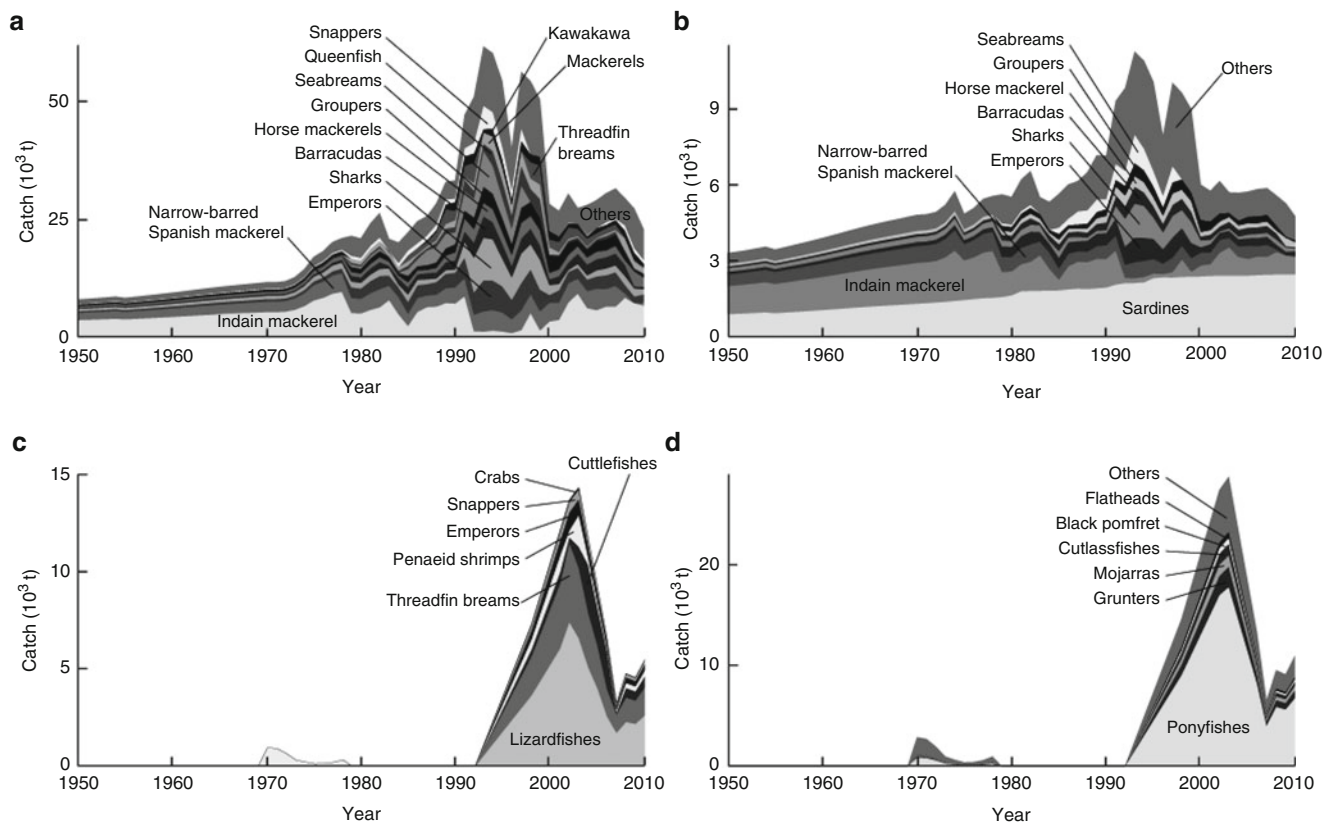 a
Snappers
Queenfish
Seabreams
Groupers
Horse mackerels
Barracudas
Sharks
Emperors
Kawakawa
Mackerels
Threadfin
breams
Narrow-barred
Spanish mackerel
Others
Indain mackerel
Catch (10³ t)
50
25
0
1950 1960 1970 1980 1990 2000 2010
Year
b
Seabreams
Groupers
Horse mackerel
Barracudas
Sharks
Emperors
Others
Narrow-barred
Spanish mackerel
Indain mackerel
Sardines
Catch (10³ t)
9
6
3
0
1950 1960 1970 1980 1990 2000 2010
Year
c
Cuttlefishes
Crabs
Snappers
Emperors
Penaeid shrimps
Threadfin breams
Lizardfishes
Catch (10³ t)
15
10
5
0
1950 1960 1970 1980 1990 2000 2010
Year
d
Others
Flatheads
Black pomfret
Cutlassfishes
Mojarras
Grunters
Ponyfishes
Catch (10³ t)
20
10
0
1950 1960 1970 1980 1990 2000 2010
Year